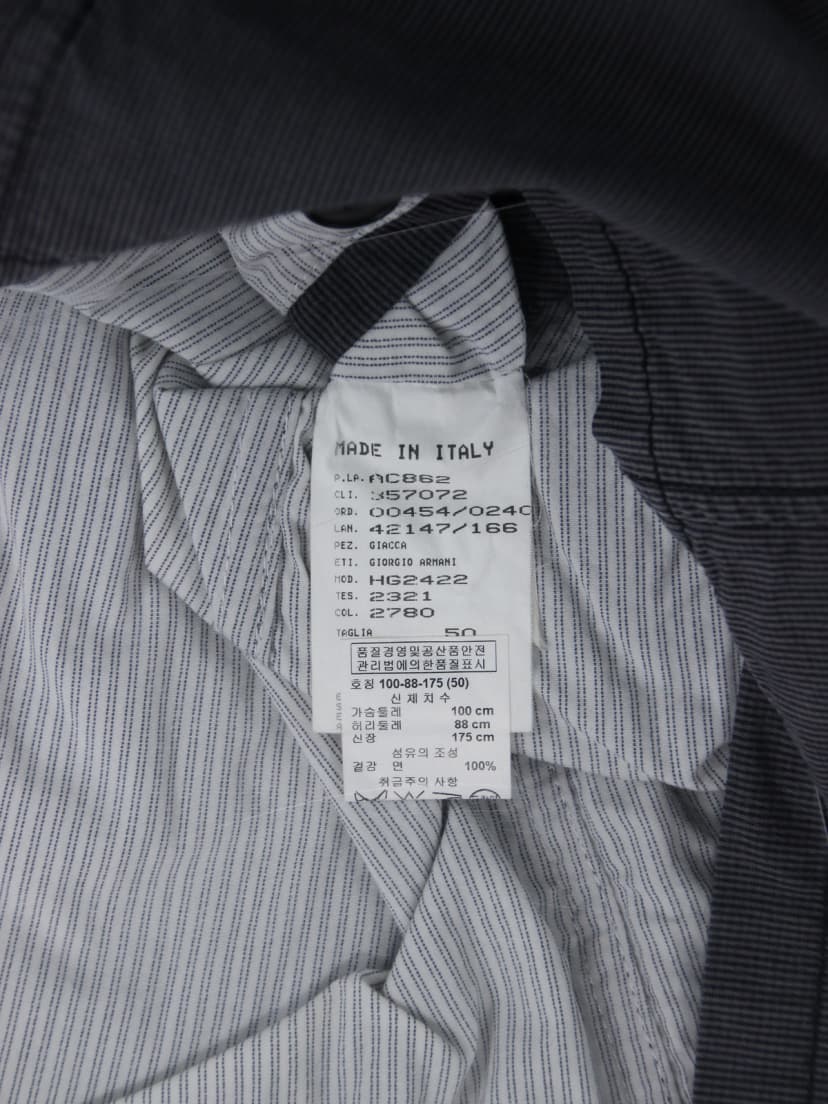 MADE IN ITALY
P.LA. AC862
CLI. 357072
ORD. 00454/0240
LAN. 42147/166
PEZ. GIACCA
ETI. GIORGIO ARMANI
MOD. HG2422
TES. 2321
COL. 2780
TAGLIA 50
품질경영및공산품안전
관리법에의한품질표시
호칭 100-88-175 (50)
신체치수
가슴둘레 100 cm
허리둘레 88 cm
신장 175 cm
섬유의 조성
겉감 면 100%
취급주의 사항